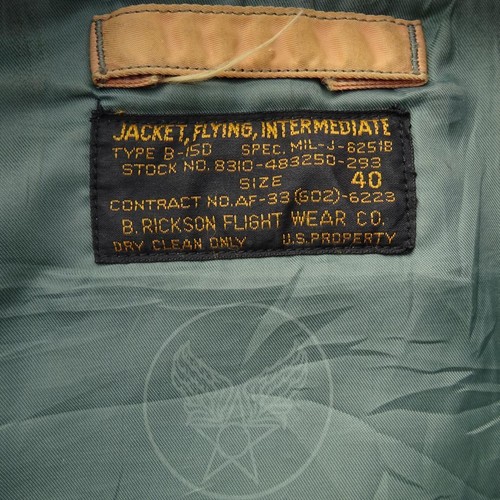 JACKET, FLYING, INTERMEDIATE
TYPE B-15D SPEC. MIL-J-6251B
STOCK NO. 8310-483250-293
SIZE 40
CONTRACT NO. AF-33 (602)-6223
B. RICKSON FLIGHT WEAR CO.
DRY CLEAN ONLY U.S. PROPERTY